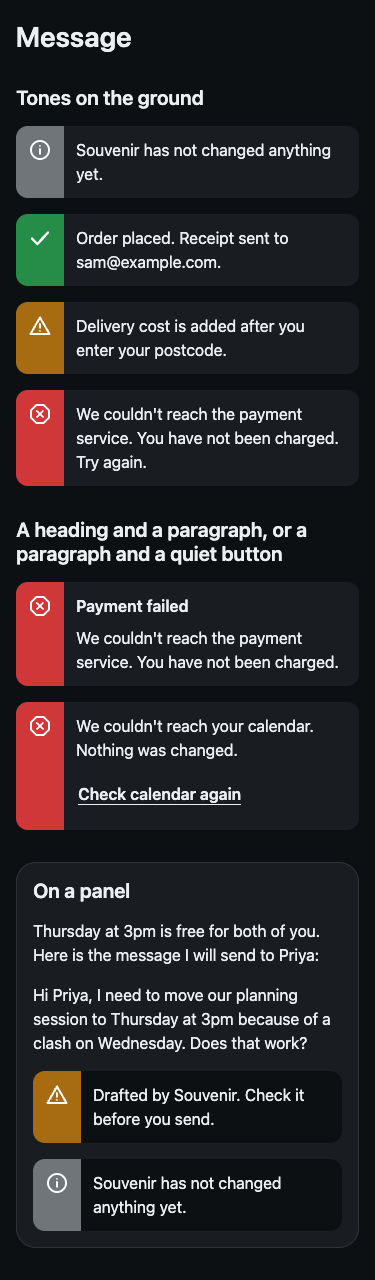 Message
Tones on the ground
Souvenir has not changed anything
yet.
Order placed. Receipt sent to
sam@example.com.
Delivery cost is added after you
enter your postcode.
We couldn't reach the payment
service. You have not been charged.
Try again.
A heading and a paragraph, or a
paragraph and a quiet button
Payment failed
We couldn't reach the payment
service. You have not been charged.
We couldn't reach your calendar.
Nothing was changed.
Check calendar again
On a panel
Thursday at 3pm is free for both of you.
Here is the message I will send to Priya:
Hi Priya, I need to move our planning
session to Thursday at 3pm because of a
clash on Wednesday. Does that work?
Drafted by Souvenir. Check it
before you send.
Souvenir has not changed
anything yet.